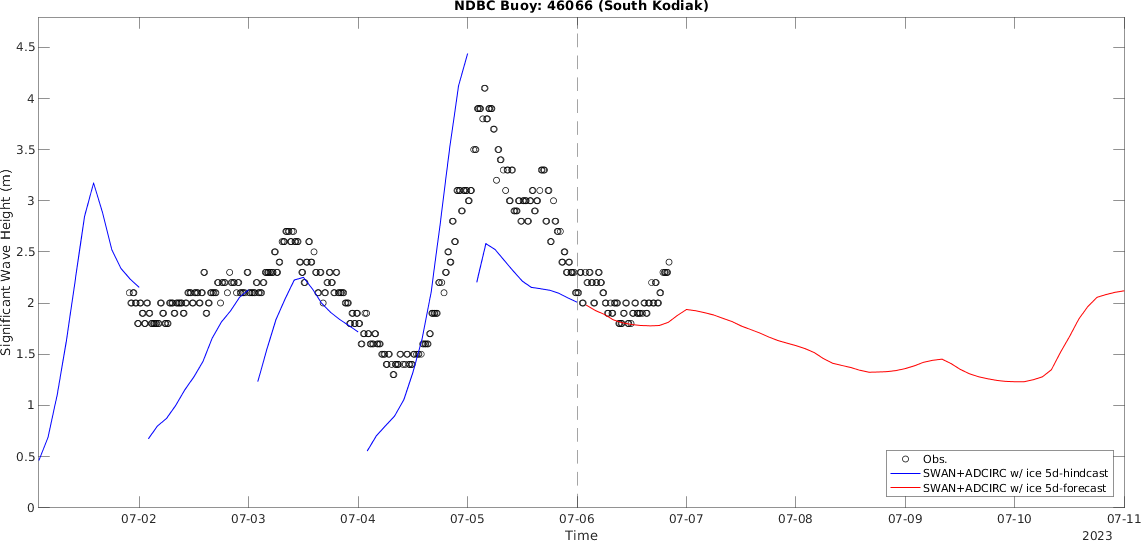 NDBC Buoy: 46066 (South Kodiak)
4.5
4
3.5
3
2.5
2
1.5
1
0.5
0
Significant Wave Height (m)
Obs.
SWAN+ADCIRC w/ ice 5d-hindcast
SWAN+ADCIRC w/ ice 5d-forecast
07-02 07-03 07-04 07-05 07-06 07-07 07-08 07-09 07-10 07-11
Time
2023